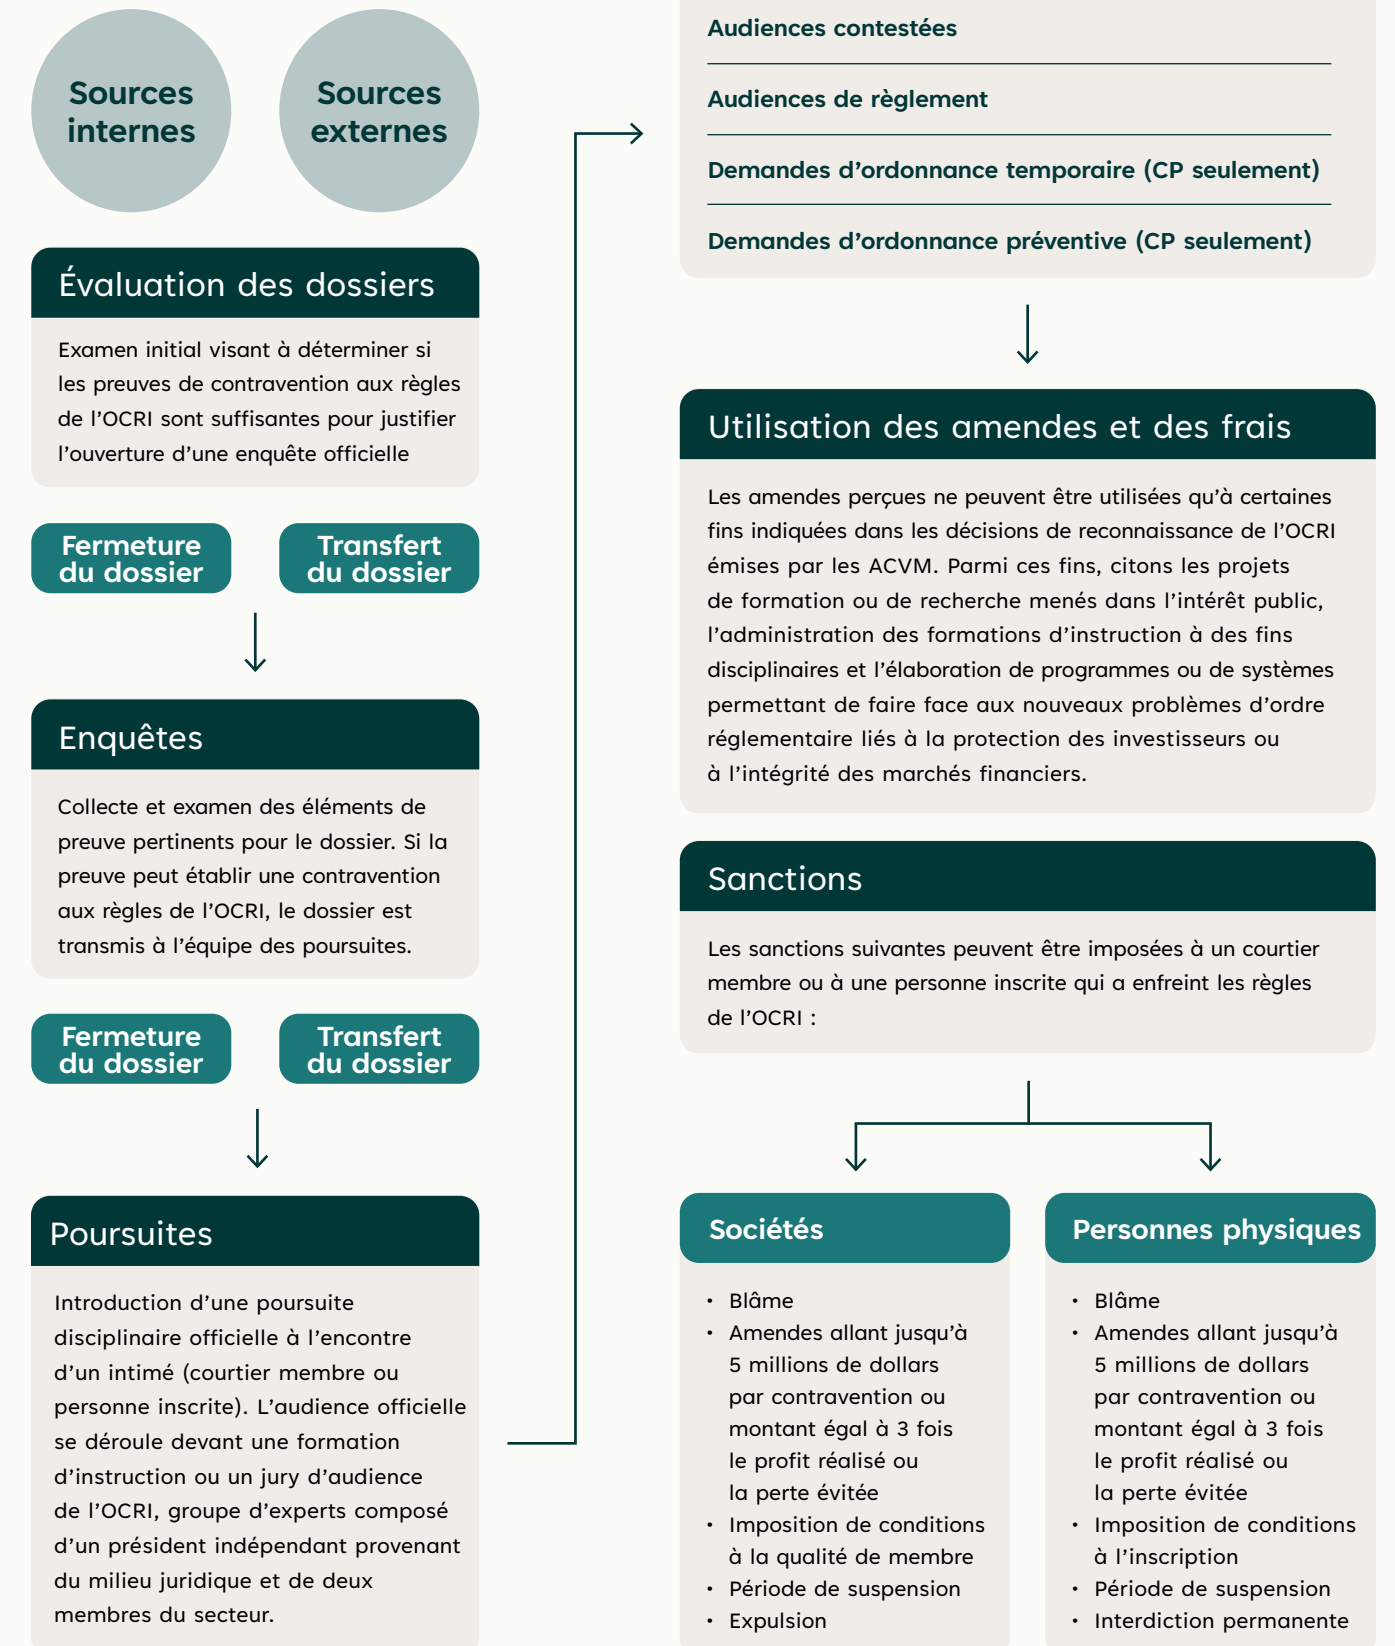 Sources
internes
Sources
externes
Évaluation des dossiers
Examen initial visant à déterminer si
les preuves de contravention aux règles
de l’OCRI sont suffisantes pour justifier
l’ouverture d’une enquête officielle
Fermeture
du dossier
Transfert
du dossier
Enquêtes
Collecte et examen des éléments de
preuve pertinents pour le dossier. Si la
preuve peut établir une contravention
aux règles de l’OCRI, le dossier est
transmis à l’équipe des poursuites.
Fermeture
du dossier
Transfert
du dossier
Poursuites
Introduction d’une poursuite
disciplinaire officielle à l’encontre
d’un intimé (courtier membre ou
personne inscrite). L’audience officielle
se déroule devant une formation
d’instruction ou un jury d’audience
de l’OCRI, groupe d’experts composé
d’un président indépendant provenant
du milieu juridique et de deux
membres du secteur.
Audiences contestées
Audiences de règlement
Demandes d’ordonnance temporaire (CP seulement)
Demandes d’ordonnance préventive (CP seulement)
Utilisation des amendes et des frais
Les amendes perçues ne peuvent être utilisées qu’à certaines
fins indiquées dans les décisions de reconnaissance de l’OCRI
émises par les ACVM. Parmi ces fins, citons les projets
de formation ou de recherche menés dans l’intérêt public,
l’administration des formations d’instruction à des fins
disciplinaires et l’élaboration de programmes ou de systèmes
permettant de faire face aux nouveaux problèmes d’ordre
réglementaire liés à la protection des investisseurs ou
à l’intégrité des marchés financiers.
Sanctions
Les sanctions suivantes peuvent être imposées à un courtier
membre ou à une personne inscrite qui a enfreint les règles
de l’OCRI :
Sociétés
• Blâme
• Amendes allant jusqu’à
5 millions de dollars
par contravention ou
montant égal à 3 fois
le profit réalisé ou
la perte évitée
• Imposition de conditions
à la qualité de membre
• Période de suspension
• Expulsion
Personnes physiques
• Blâme
• Amendes allant jusqu’à
5 millions de dollars
par contravention ou
montant égal à 3 fois
le profit réalisé ou
la perte évitée
• Imposition de conditions
à l’inscription
• Période de suspension
• Interdiction permanente